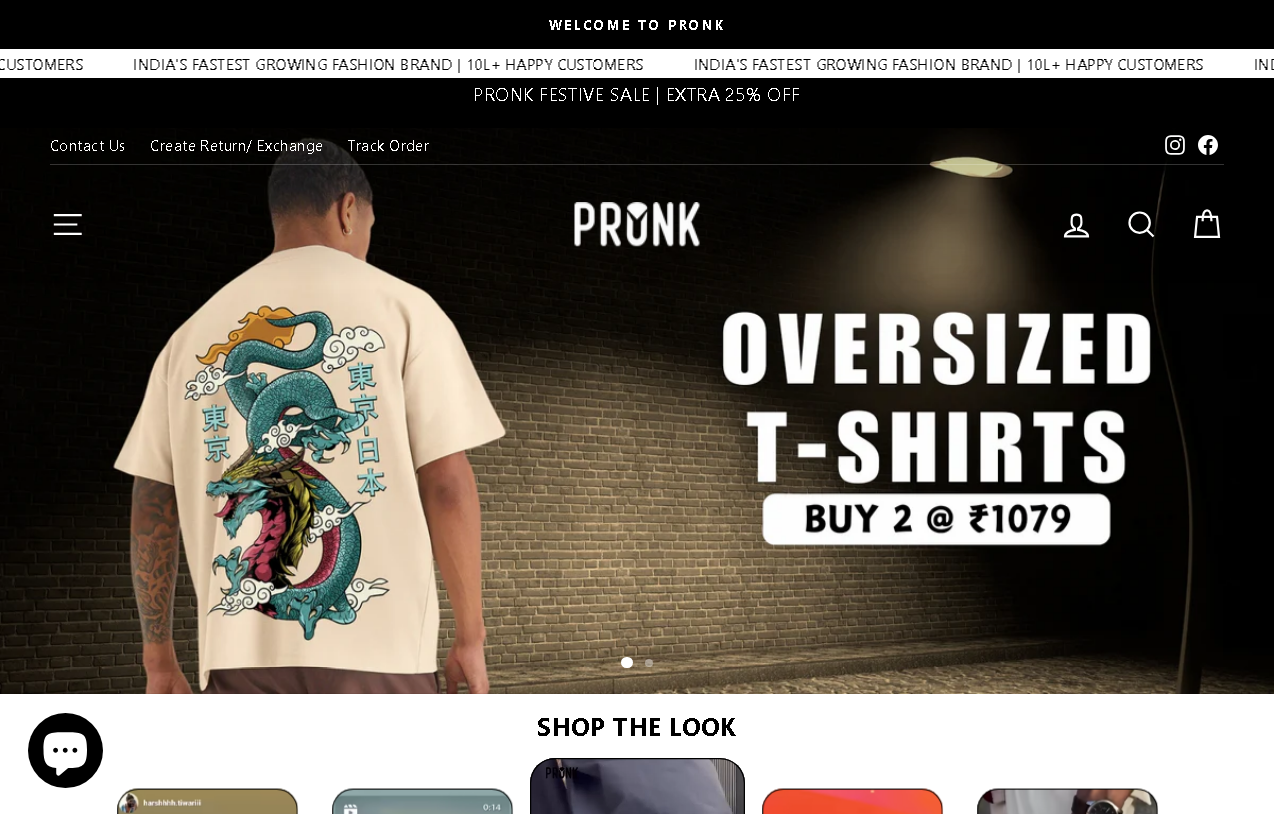 WELCOME TO PRONK
CUSTOMERS INDIA'S FASTEST GROWING FASHION BRAND | 10L+ HAPPY CUSTOMERS INDIA'S FASTEST GROWING FASHION BRAND | 10L+ HAPPY CUSTOMERS IND
PRONK FESTIVE SALE | EXTRA 25% OFF
Contact Us Create Return/ Exchange Track Order
PRONK
東京-日本
東京
OVERSIZED
T-SHIRTS
BUY 2 @ ₹1079
SHOP THE LOOK
PRONK
harshhhh.tiwariii
0:14